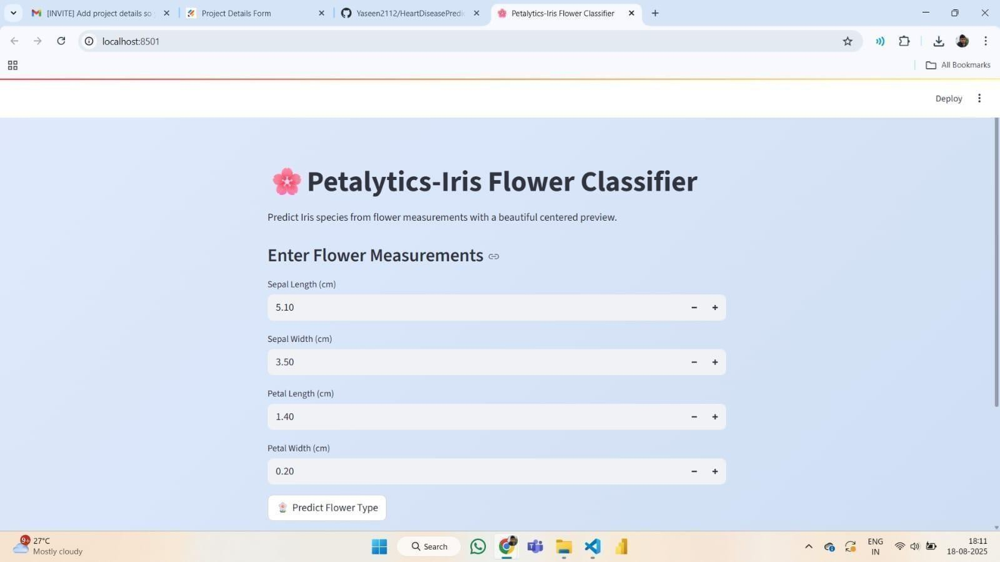 [INVITE] Add project details so
Project Details Form
Yaseen2112/HeartDiseasePredic
Petalytics-Iris Flower Classifier
localhost:8501
All Bookmarks
Deploy
Petalytics-Iris Flower Classifier
Predict Iris species from flower measurements with a beautiful centered preview.
Enter Flower Measurements
Sepal Length (cm)
5.10
Sepal Width (cm)
3.50
Petal Length (cm)
1.40
Petal Width (cm)
0.20
Predict Flower Type
9+
27°C
Mostly cloudy
Search
ENG
IN
18:11
18-08-2025